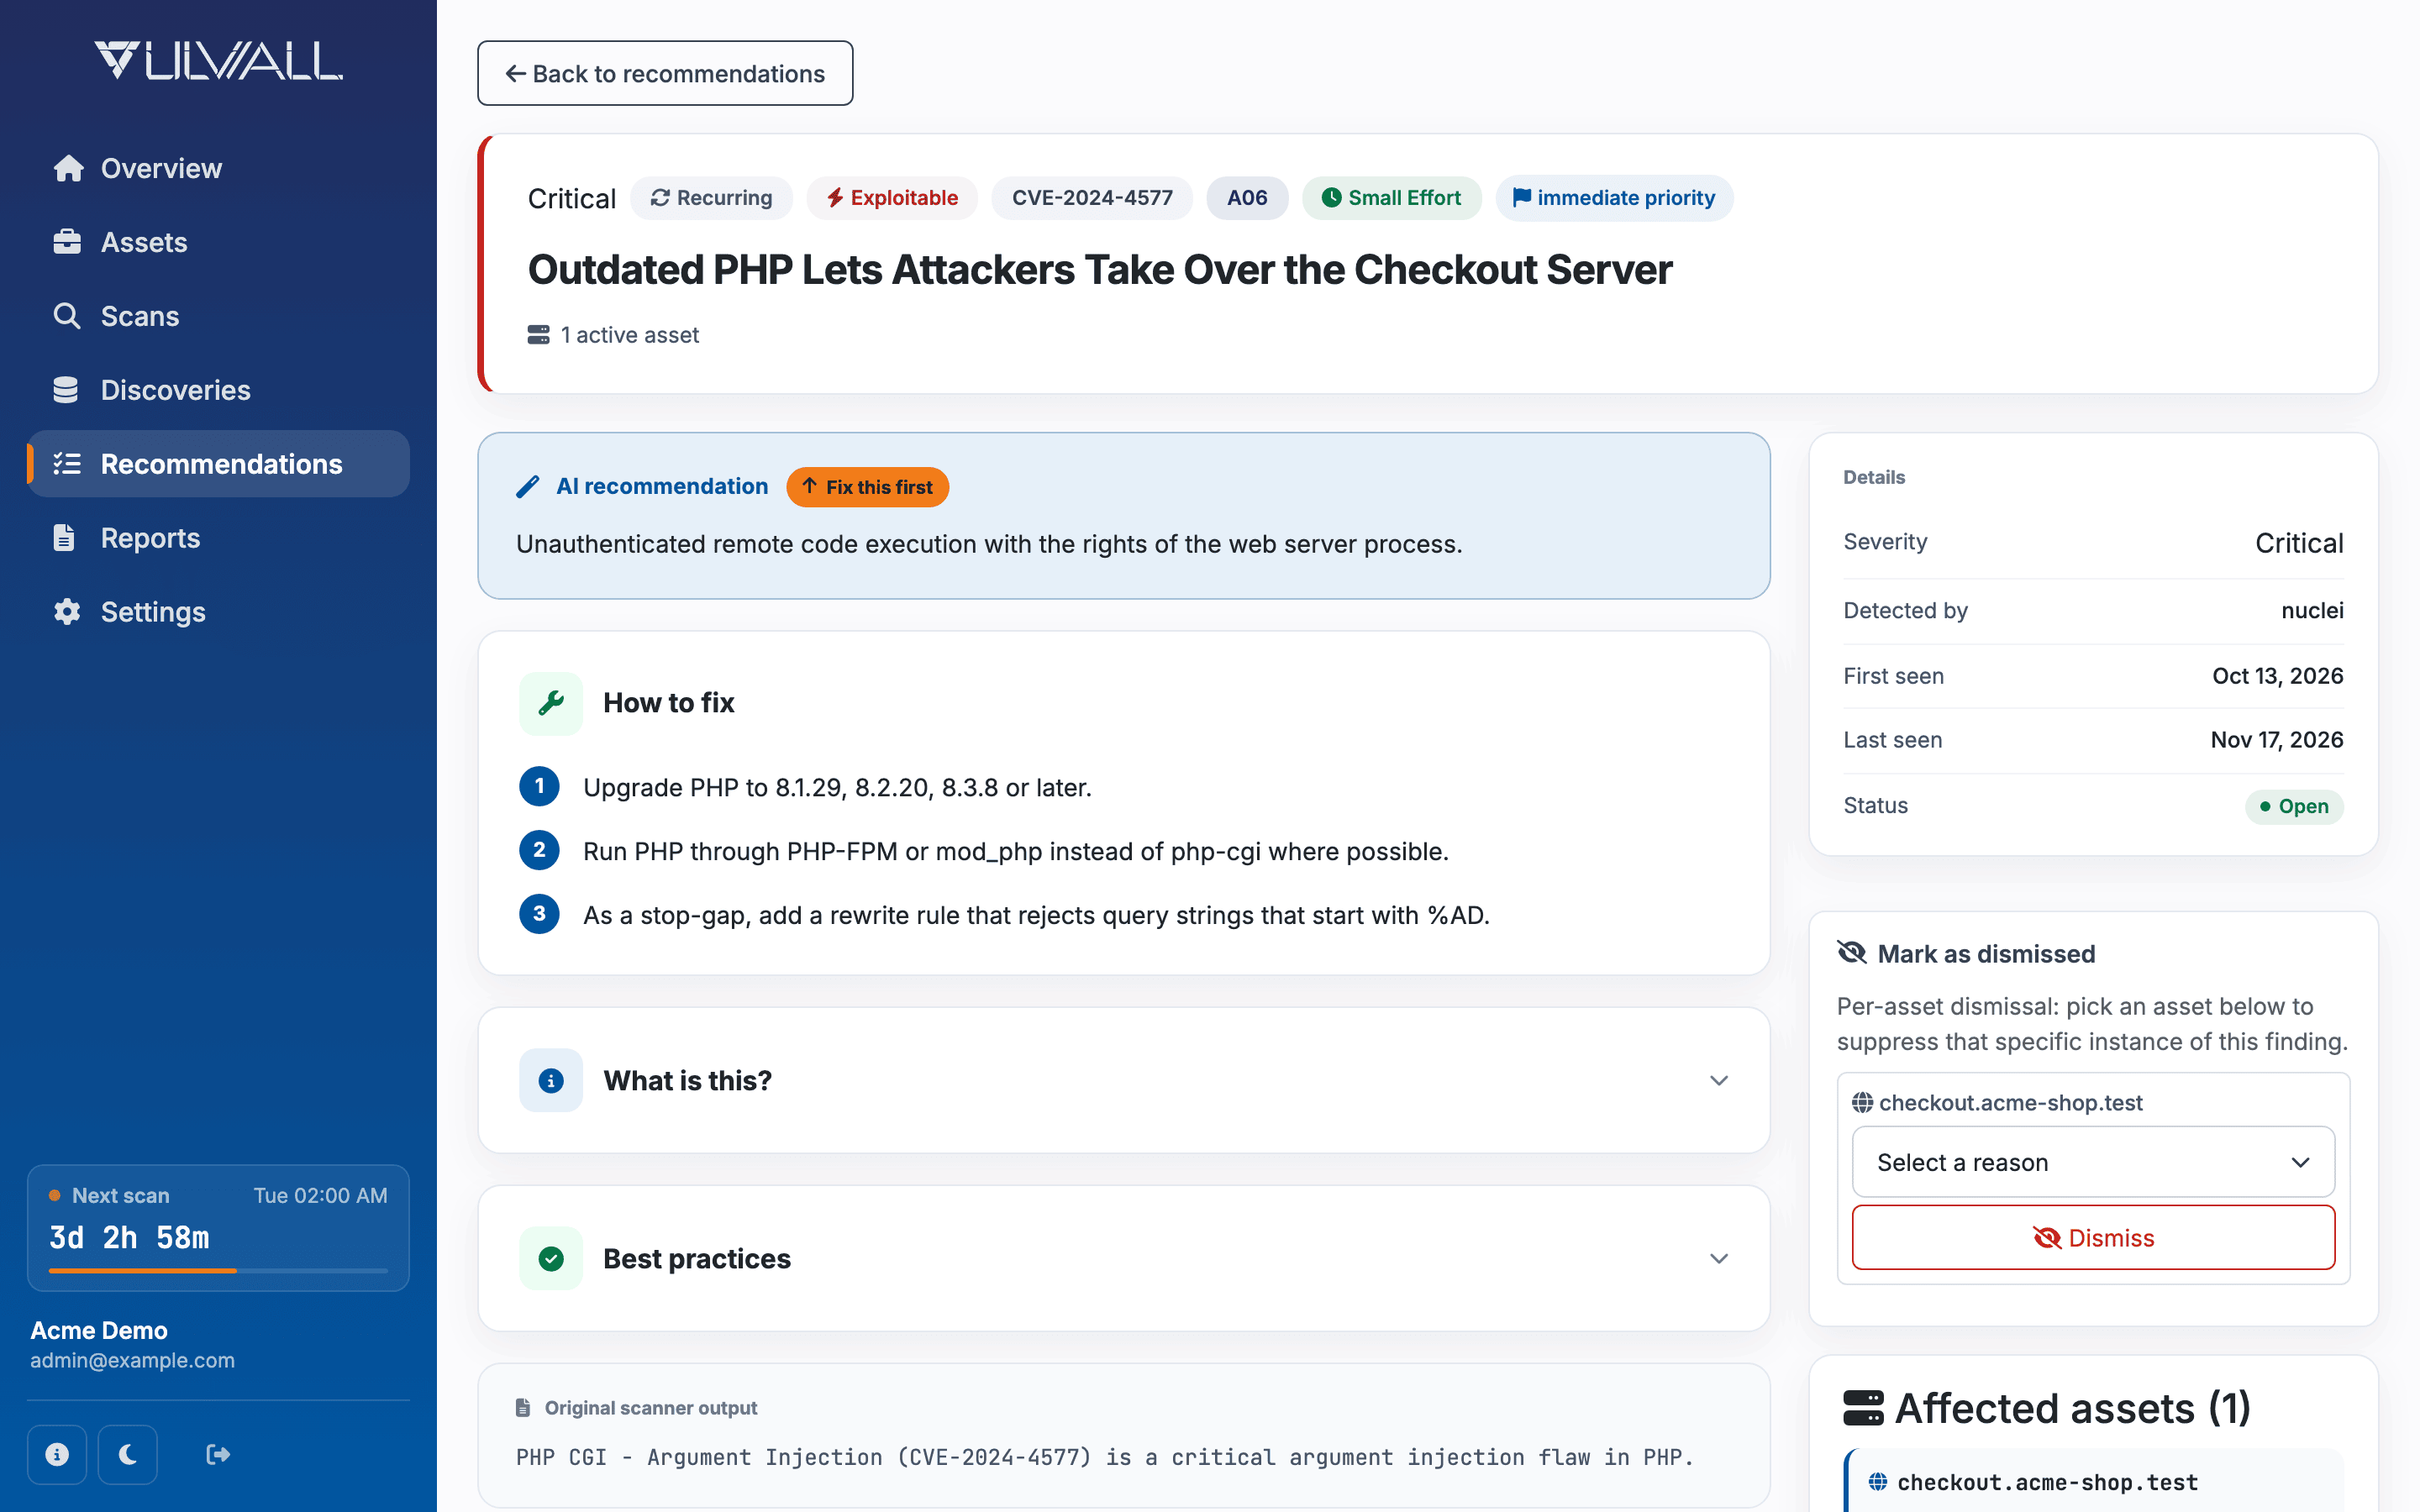 VULWALL
Overview
Assets
Scans
Discoveries
Recommendations
Reports
Settings
Next scan Tue 02:00 AM
3d 2h 58m
Acme Demo
admin@example.com
Back to recommendations
Critical Recurring Exploitable CVE-2024-4577 A06 Small Effort immediate priority
Outdated PHP Lets Attackers Take Over the Checkout Server
1 active asset
AI recommendation Fix this first
Unauthenticated remote code execution with the rights of the web server process.
How to fix
1 Upgrade PHP to 8.1.29, 8.2.20, 8.3.8 or later.
2 Run PHP through PHP-FPM or mod_php instead of php-cgi where possible.
3 As a stop-gap, add a rewrite rule that rejects query strings that start with %AD.
What is this?
Best practices
Original scanner output
PHP CGI - Argument Injection (CVE-2024-4577) is a critical argument injection flaw in PHP.
Details
Severity Critical
Detected by nuclei
First seen Oct 13, 2026
Last seen Nov 17, 2026
Status Open
Mark as dismissed
Per-asset dismissal: pick an asset below to
suppress that specific instance of this finding.
checkout.acme-shop.test
Select a reason
Dismiss
Affected assets (1)
checkout.acme-shop.test